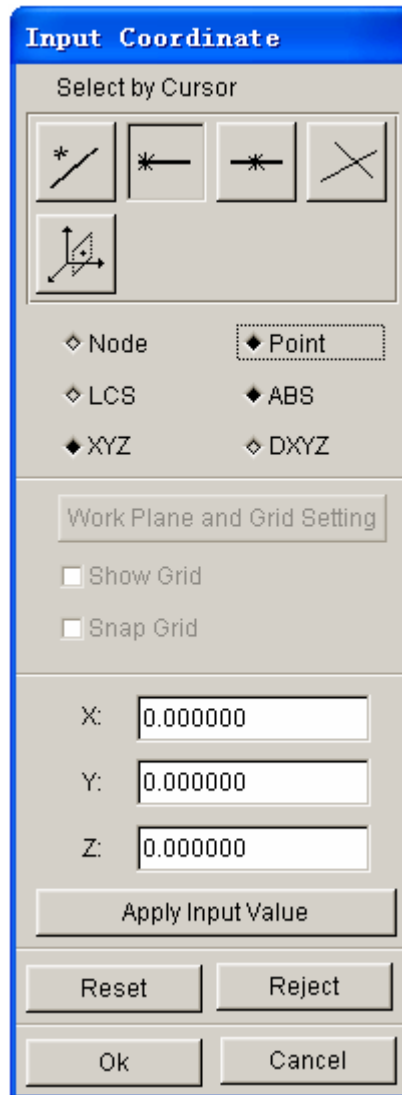 Input Coordinate
Select by Cursor
Node Point
LCS ABS
XYZ DXYZ
Work Plane and Grid Setting
Show Grid
Snap Grid
X: 0.000000
Y: 0.000000
Z: 0.000000
Apply Input Value
Reset Reject
Ok Cancel